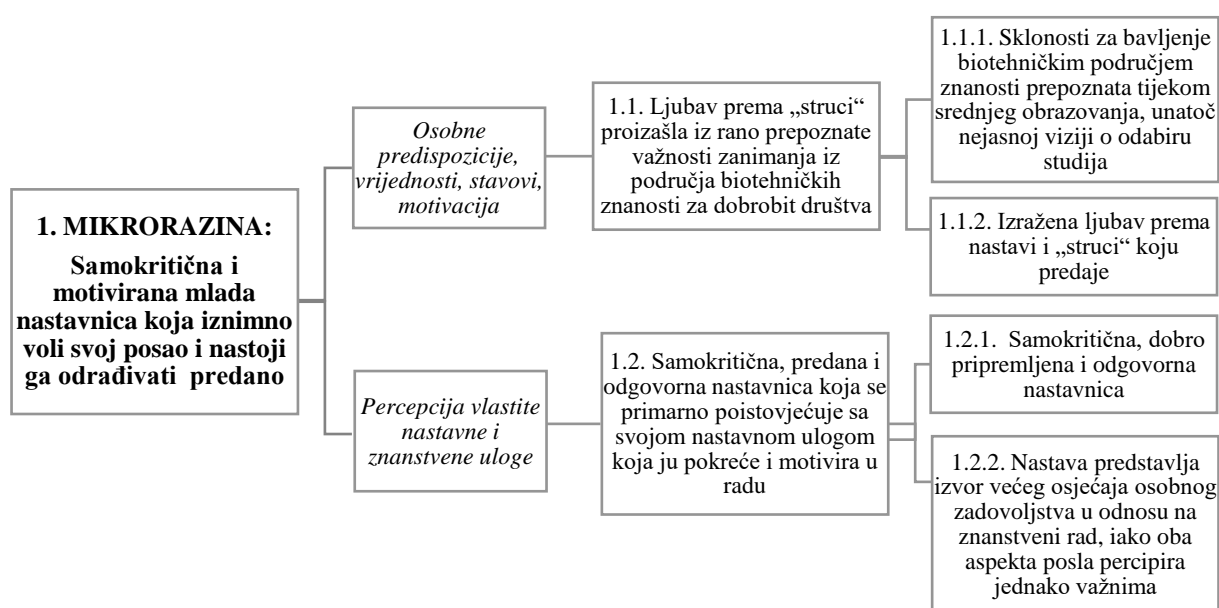 1. MIKRORAZINA:
Samokritična i
motivirana mlada
nastavnica koja iznimno
voli svoj posao i nastoji
ga odrađivati predano
Osobne
predispozicije,
vrijednosti, stavovi,
motivacija
1.1. Ljubav prema „struci“
proizašla iz rano prepoznate
važnosti zanimanja iz
područja biotehničkih
znanosti za dobrobit društva
1.1.1. Sklonosti za bavljenje
biotehničkim područjem
znanosti prepoznata tijekom
srednjeg obrazovanja, unatoč
nejasnoj viziji o odabiru
studija
1.1.2. Izražena ljubav prema
nastavi i „struci“ koju
predaje
Percepcija vlastite
nastavne i
znanstvene uloge
1.2. Samokritična, predana i
odgovorna nastavnica koja se
primarno poistovjećuje sa
svojom nastavnom ulogom
koja ju pokreće i motivira u
radu
1.2.1. Samokritična, dobro
pripremljena i odgovorna
nastavnica
1.2.2. Nastava predstavlja
izvor većeg osjećaja osobnog
zadovoljstva u odnosu na
znanstveni rad, iako oba
aspekta posla percipira
jednako važnima